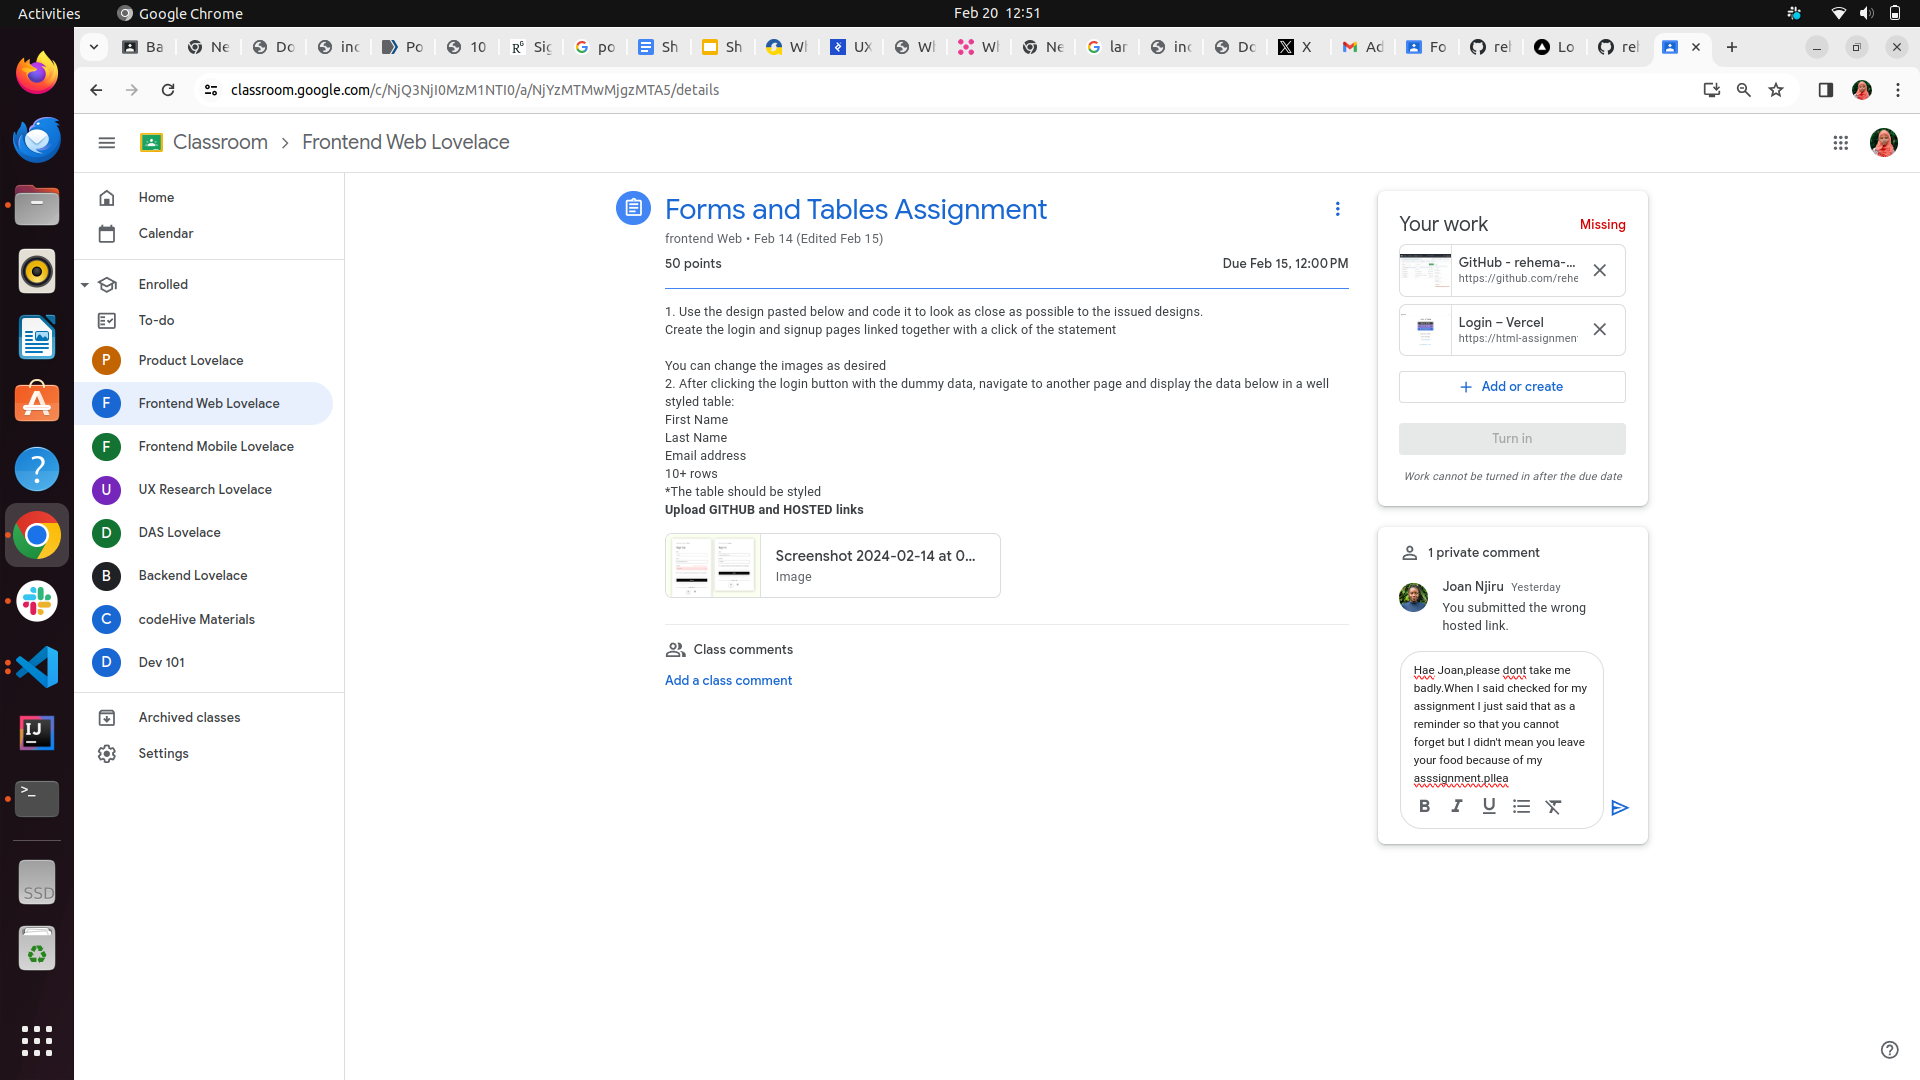 Activities
Google Chrome
Feb 20 12:51
Ba
Ne
Do
inc
Po
10
Sig
po
Sh
Sh
Wh
UX
Wh
Wh
Ne
lar
inc
Do
X
Ad
Fo
reh
Lo
reh
classroom.google.com/c/NjQ3NjI0MzM1NTI0/a/NjYzMTMwMjgzMTA5/details
Classroom
Frontend Web Lovelace
Home
Calendar
Enrolled
To-do
P Product Lovelace
F Frontend Web Lovelace
F Frontend Mobile Lovelace
U UX Research Lovelace
D DAS Lovelace
B Backend Lovelace
C codeHive Materials
D Dev 101
Archived classes
Settings
Forms and Tables Assignment
frontend Web • Feb 14 (Edited Feb 15)
50 points
Due Feb 15, 12:00 PM
1. Use the design pasted below and code it to look as close as possible to the issued designs.
Create the login and signup pages linked together with a click of the statement
You can change the images as desired
2. After clicking the login button with the dummy data, navigate to another page and display the data below in a well
styled table:
First Name
Last Name
Email address
10+ rows
*The table should be styled
Upload GITHUB and HOSTED links
Screenshot 2024-02-14 at 0...
Image
Class comments
Add a class comment
Your work
Missing
GitHub - rehema-...
https://github.com/rehe
Login – Vercel
https://html-assignmen
Add or create
Turn in
Work cannot be turned in after the due date
1 private comment
Joan Njiru Yesterday
You submitted the wrong
hosted link.
Hae Joan,please dont take me
badly.When I said checked for my
assignment I just said that as a
reminder so that you cannot
forget but I didn't mean you leave
your food because of my
asssignment.pllea
SSD